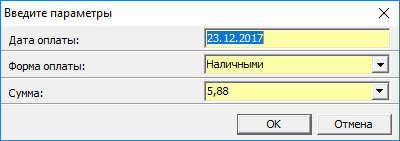 Введите параметры
Дата оплаты: 23.12.2017
Форма оплаты: Наличными
Сумма: 5,88
OK Отмена